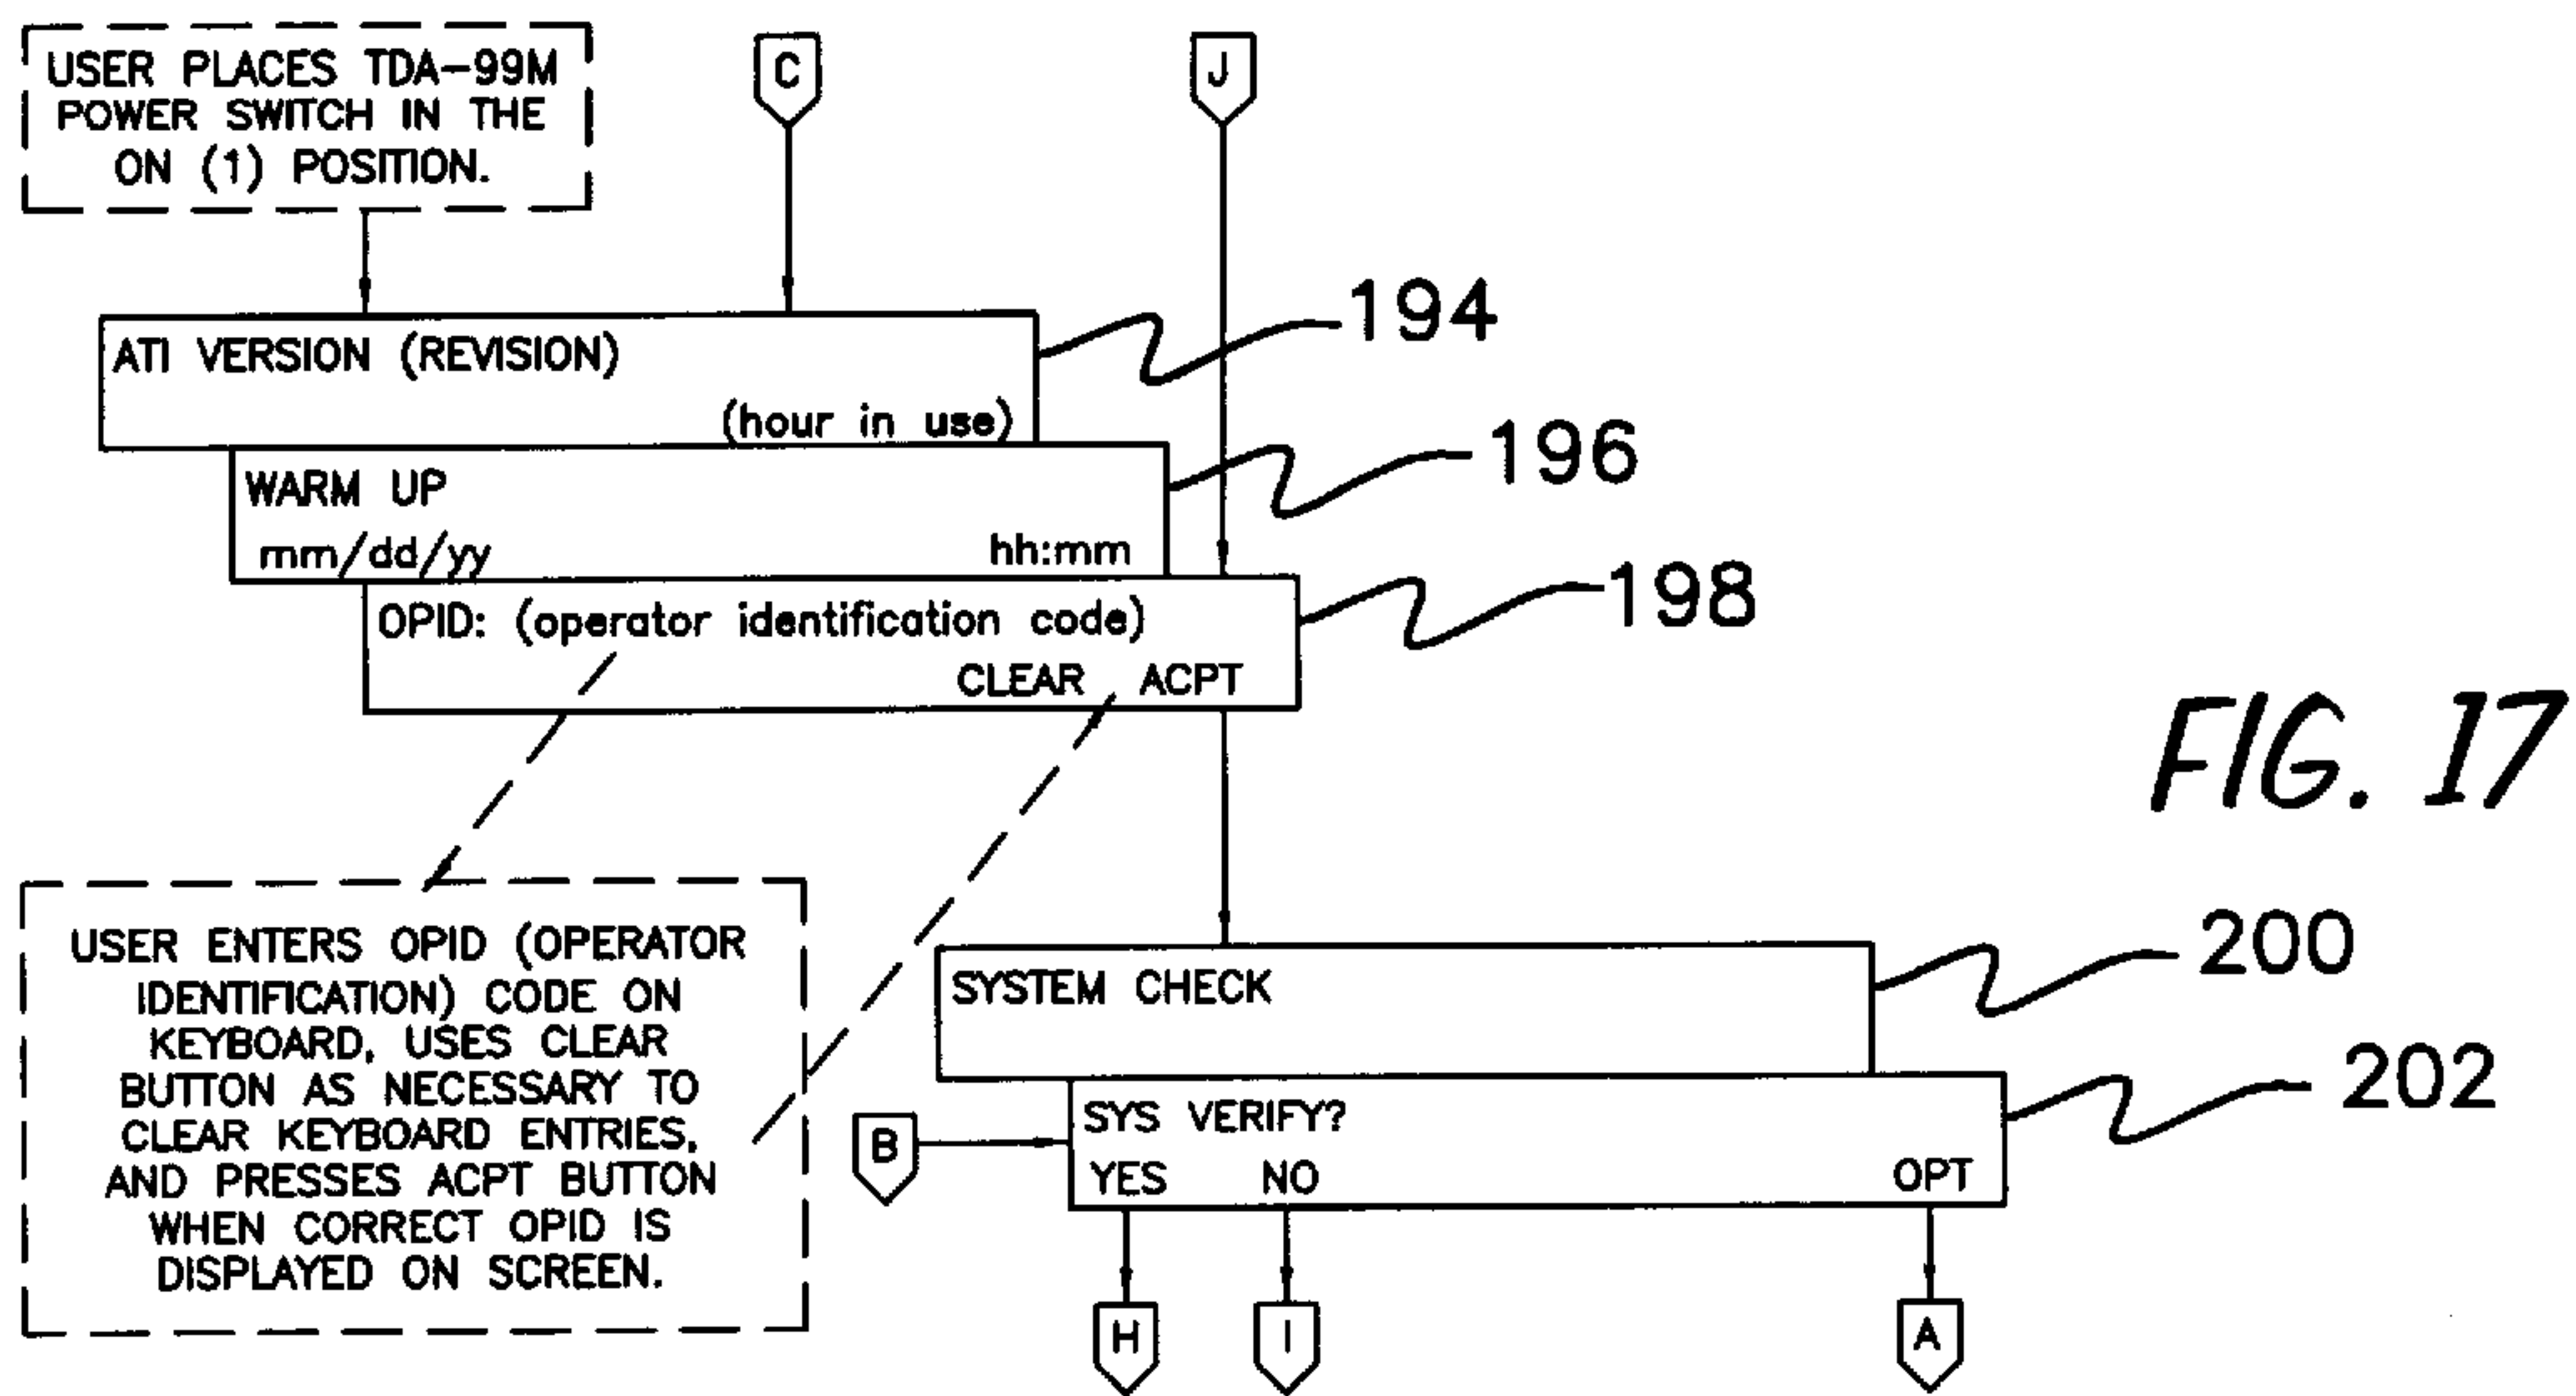 USER PLACES TDA-99M
POWER SWITCH IN THE
ON (1) POSITION.
C
J
ATI VERSION (REVISION)
(hour in use)
194
WARM UP
mm/dd/yy hh:mm
196
OPID: (operator identification code)
CLEAR ACPT
198
FIG. 17
USER ENTERS OPID (OPERATOR
IDENTIFICATION) CODE ON
KEYBOARD, USES CLEAR
BUTTON AS NECESSARY TO
CLEAR KEYBOARD ENTRIES,
AND PRESSES ACPT BUTTON
WHEN CORRECT OPID IS
DISPLAYED ON SCREEN.
SYSTEM CHECK
200
B
SYS VERIFY?
YES NO OPT
202
H
I
A